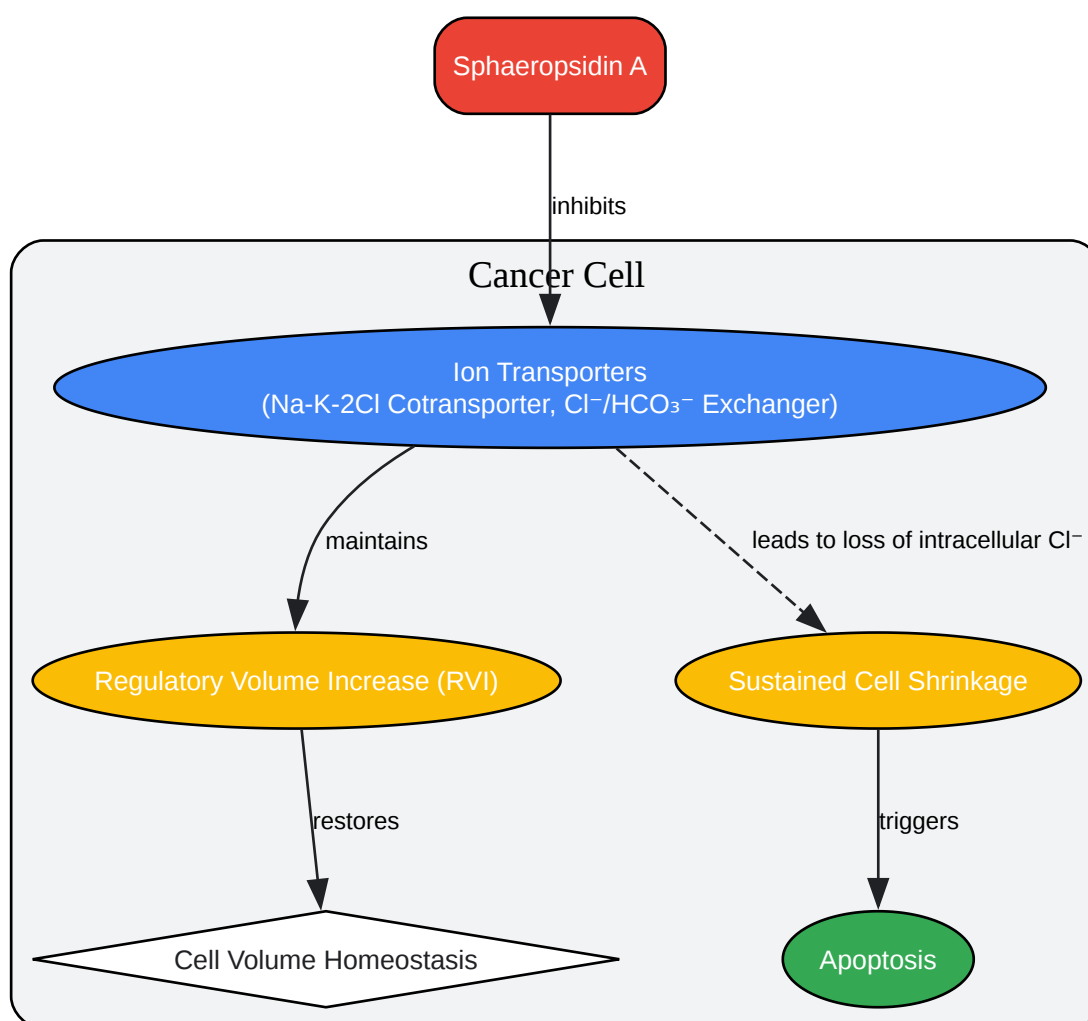 Sphaeropsidin A
inhibits
Cancer Cell
Ion Transporters
(Na-K-2Cl Cotransporter, Cl⁻/HCO₃⁻ Exchanger)
maintains
leads to loss of intracellular Cl⁻
Regulatory Volume Increase (RVI)
Sustained Cell Shrinkage
restores
triggers
Cell Volume Homeostasis
Apoptosis